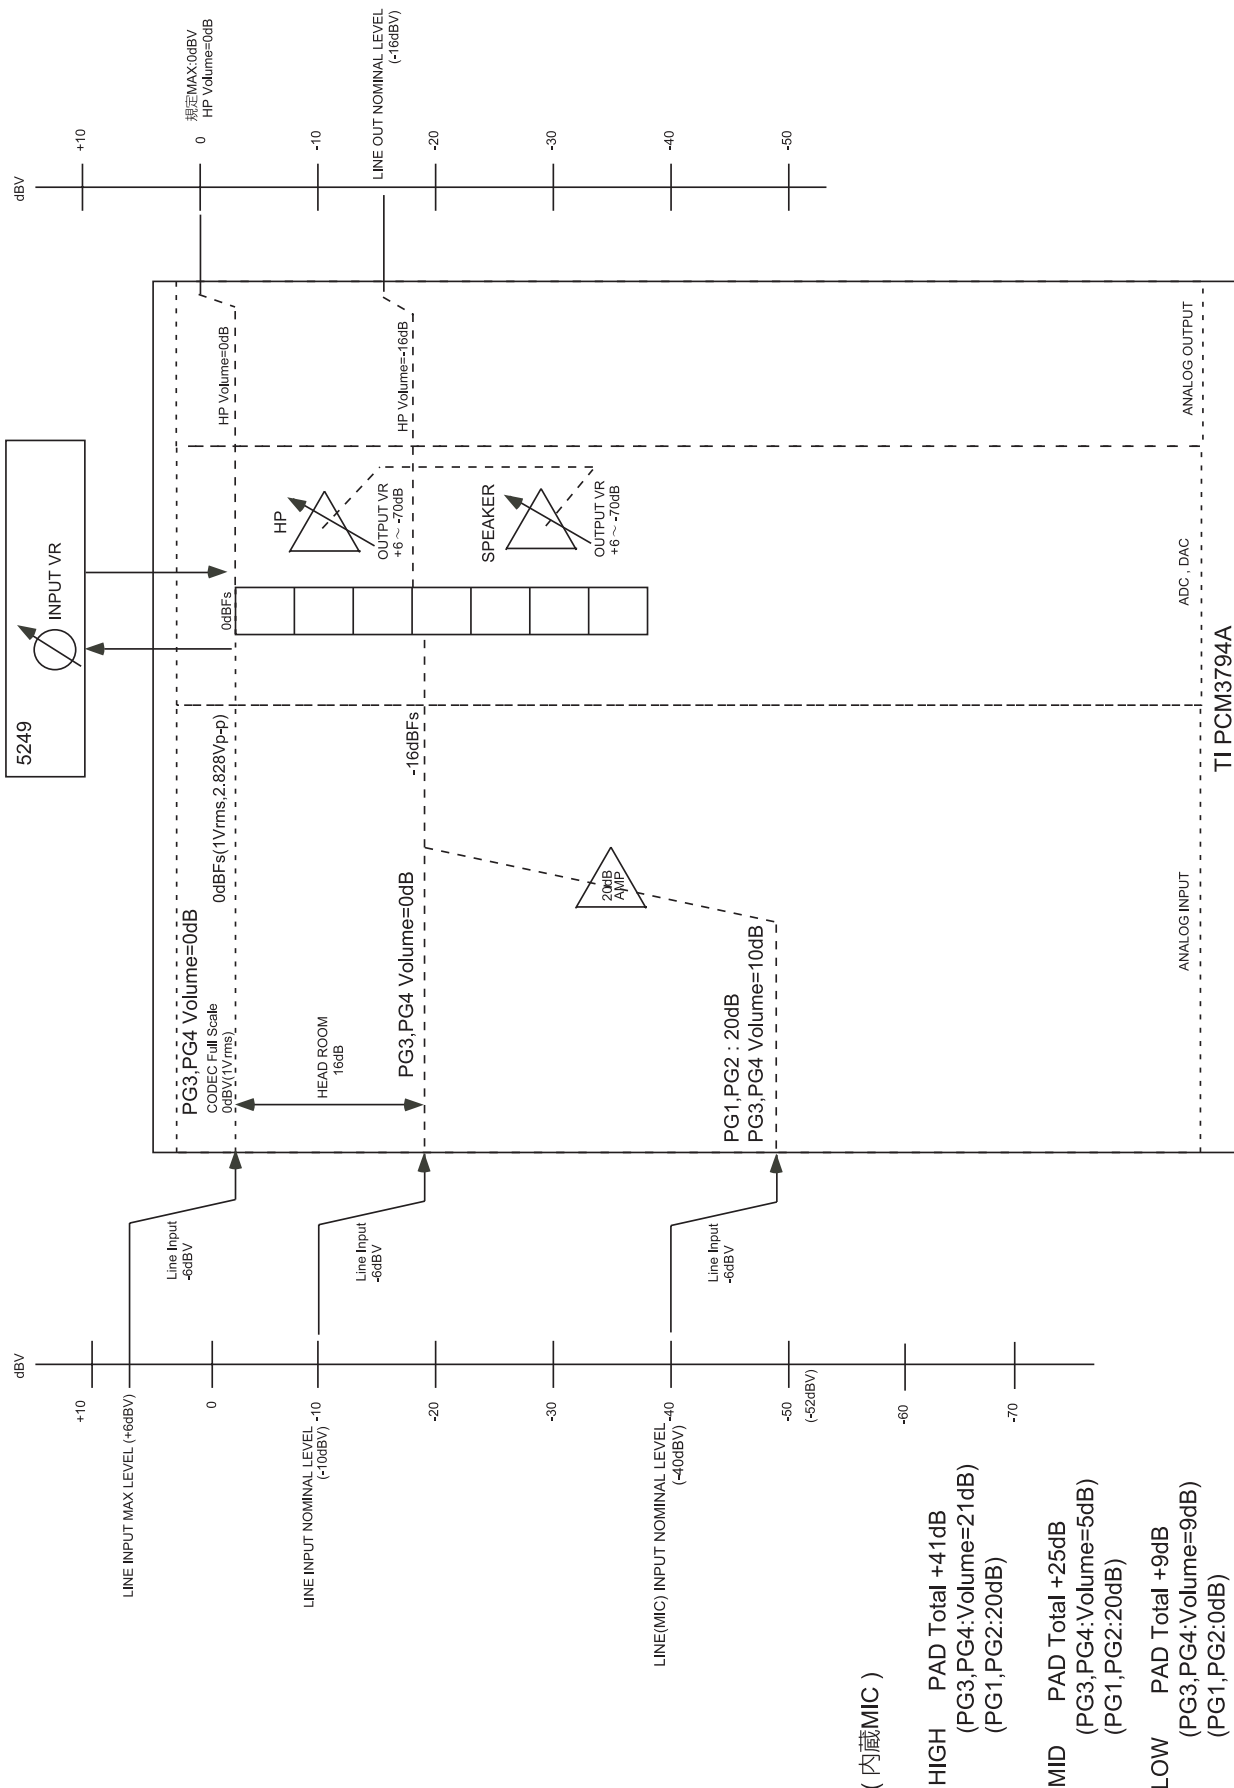 dBV
+10
0
-10
-20
-30
-40
-50
(-52dBV)
-60
-70
LINE INPUT MAX LEVEL (+6dBV)
LINE INPUT NOMINAL LEVEL
(-10dBV)
LINE(MIC) INPUT NOMINAL LEVEL
(-40dBV)
( 内蔵MIC )
HIGH PAD Total +41dB
(PG3,PG4:Volume=21dB)
(PG1,PG2:20dB)
MID PAD Total +25dB
(PG3,PG4:Volume=5dB)
(PG1,PG2:20dB)
LOW PAD Total +9dB
(PG3,PG4:Volume=9dB)
(PG1,PG2:0dB)
Line Input
-6dBV
Line Input
-6dBV
Line Input
-6dBV
PG3,PG4 Volume=0dB
CODEC Full Scale
0dBV(1Vrms)
0dBFs(1Vrms,2.828Vp-p)
HEAD ROOM
16dB
PG3,PG4 Volume=0dB
-16dBFs
PG1,PG2 : 20dB
PG3,PG4 Volume=10dB
20dB
AMP
ANALOG INPUT
5249
INPUT VR
0dBFs
HP
OUTPUT VR
+6 ~ -70dB
SPEAKER
OUTPUT VR
+6 ~ -70dB
ADC , DAC
TI PCM3794A
HP Volume=0dB
HP Volume=-16dB
ANALOG OUTPUT
dBV
+10
0
-10
-20
-30
-40
-50
規定MAX:0dBV
HP Volume=0dB
LINE OUT NOMINAL LEVEL
(-16dBV)